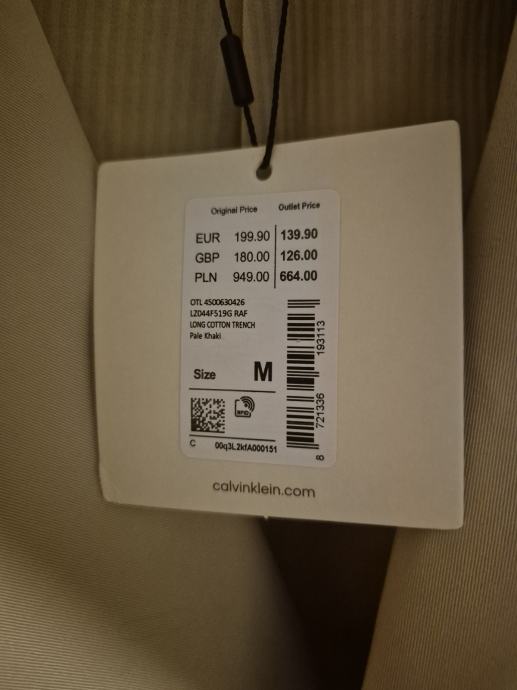 Original Price Outlet Price
EUR 199.90 139.90
GBP 180.00 126.00
PLN 949.00 664.00
OTL 4S00630426
LZ044F519G RAF
LONG COTTON TRENCH
Pale Khaki
Size M
RFID
C 00q3L2kfA000151
8 721336 193113
calvinklein.com